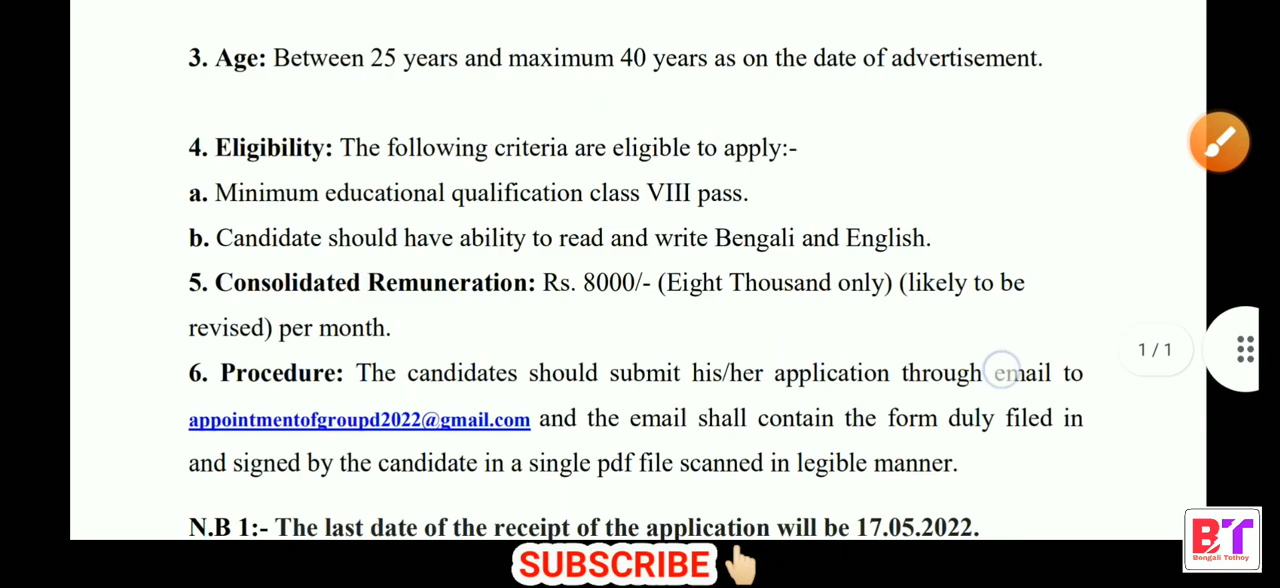 3. Age: Between 25 years and maximum 40 years as on the date of advertisement.
4. Eligibility: The following criteria are eligible to apply:-
a. Minimum educational qualification class VIII pass.
b. Candidate should have ability to read and write Bengali and English.
5. Consolidated Remuneration: Rs. 8000/- (Eight Thousand only) (likely to be
revised) per month.
1 / 1
6. Procedure: The candidates should submit his/her application through email to
appointmentofgroupd2022@gmail.com and the email shall contain the form duly filed in
and signed by the candidate in a single pdf file scanned in legible manner.
N.B 1:- The last date of the receipt of the application will be 17.05.2022.
SUBSCRIBE
BT
Bengali Tothoy